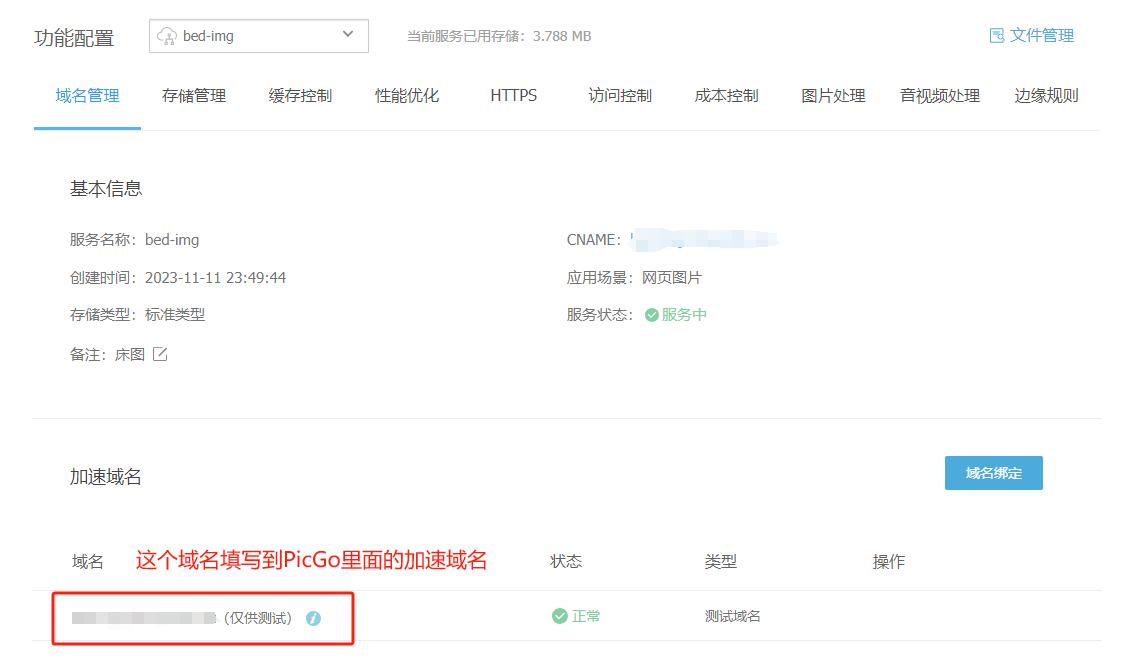 功能配置 bed-img 当前服务已用存储：3.788 MB 文件管理
域名管理 存储管理 缓存控制 性能优化 HTTPS 访问控制 成本控制 图片处理 音视频处理 边缘规则
基本信息
服务名称：bed-img CNAME：
创建时间：2023-11-11 23:49:44 应用场景：网页图片
存储类型：标准类型 服务状态：服务中
备注：床图
加速域名 域名绑定
域名 这个域名填写到PicGo里面的加速域名 状态 类型 操作
（仅供测试） 正常 测试域名